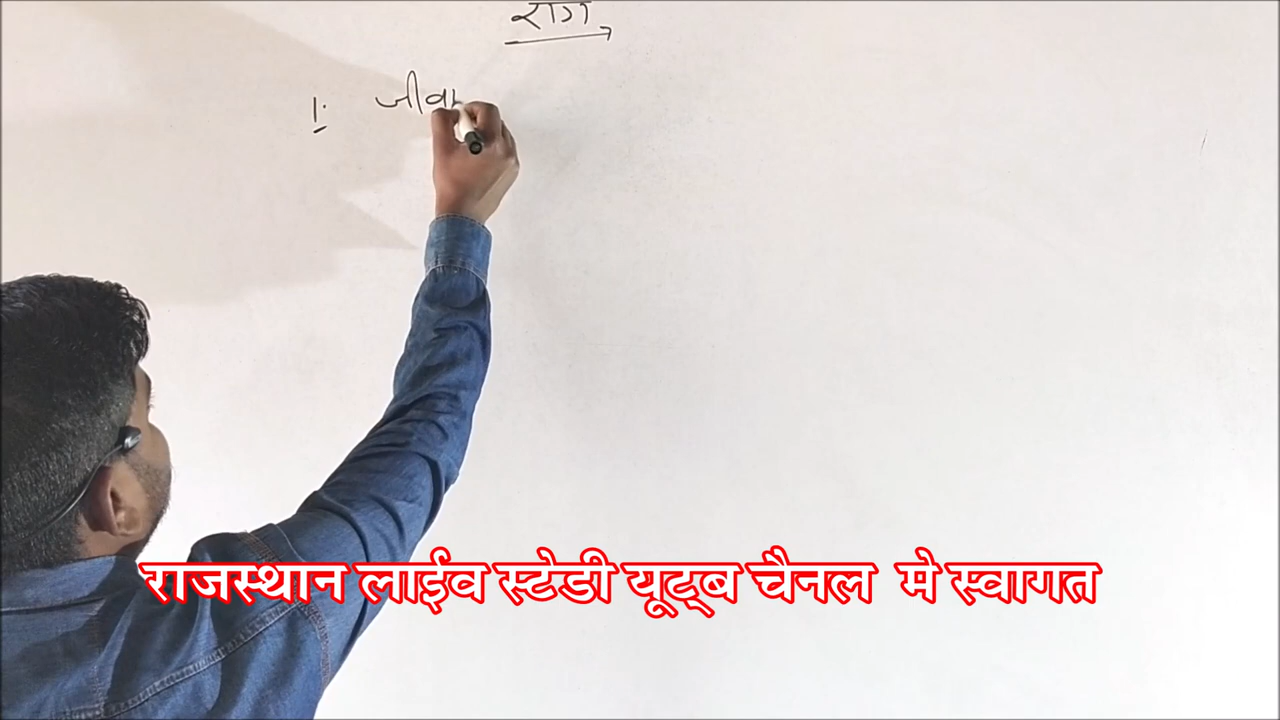 रोग
1. जीवा
राजस्थान लाईव स्टेडी यूट्ब चैनल मे स्वागत